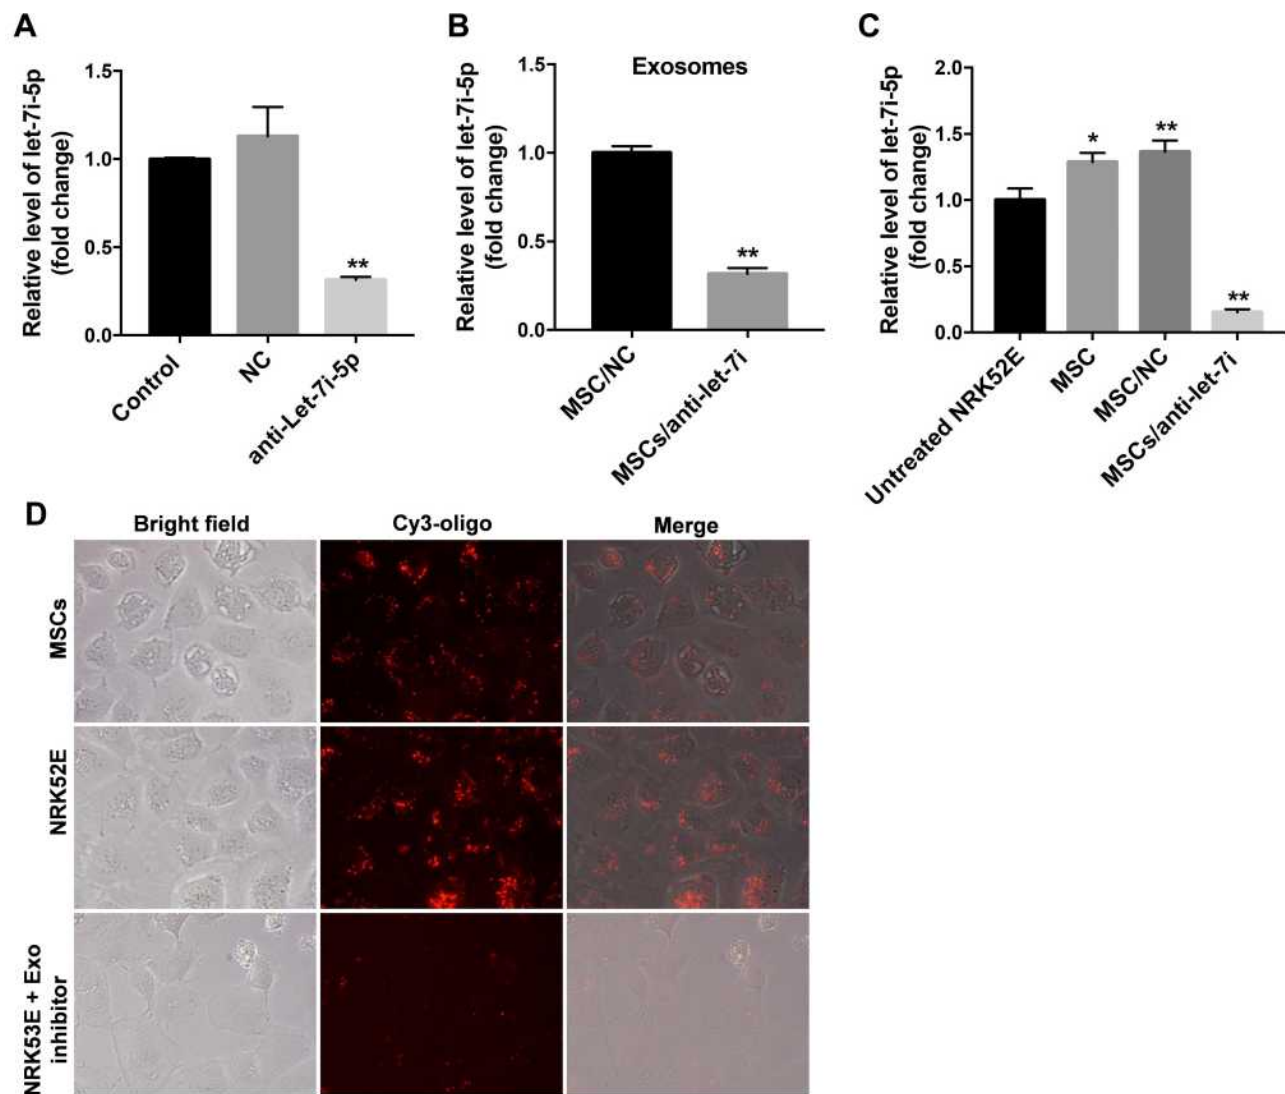 A
Relative level of let-7i-5p
(fold change)
1.5
1.0
0.5
0.0
**
Control
NC
anti-Let-7i-5p
B
Exosomes
Relative level of let-7i-5p
(fold change)
1.5
1.0
0.5
0.0
**
MSC/NC
MSCs/anti-let-7i
C
Relative level of let-7i-5p
(fold change)
2.0
1.5
1.0
0.5
0.0
*
**
**
Untreated NRK52E
MSC
MSC/NC
MSCs/anti-let-7i
D
Bright field
Cy3-oligo
Merge
MSCs
NRK52E
NRK53E + Exo
inhibitor